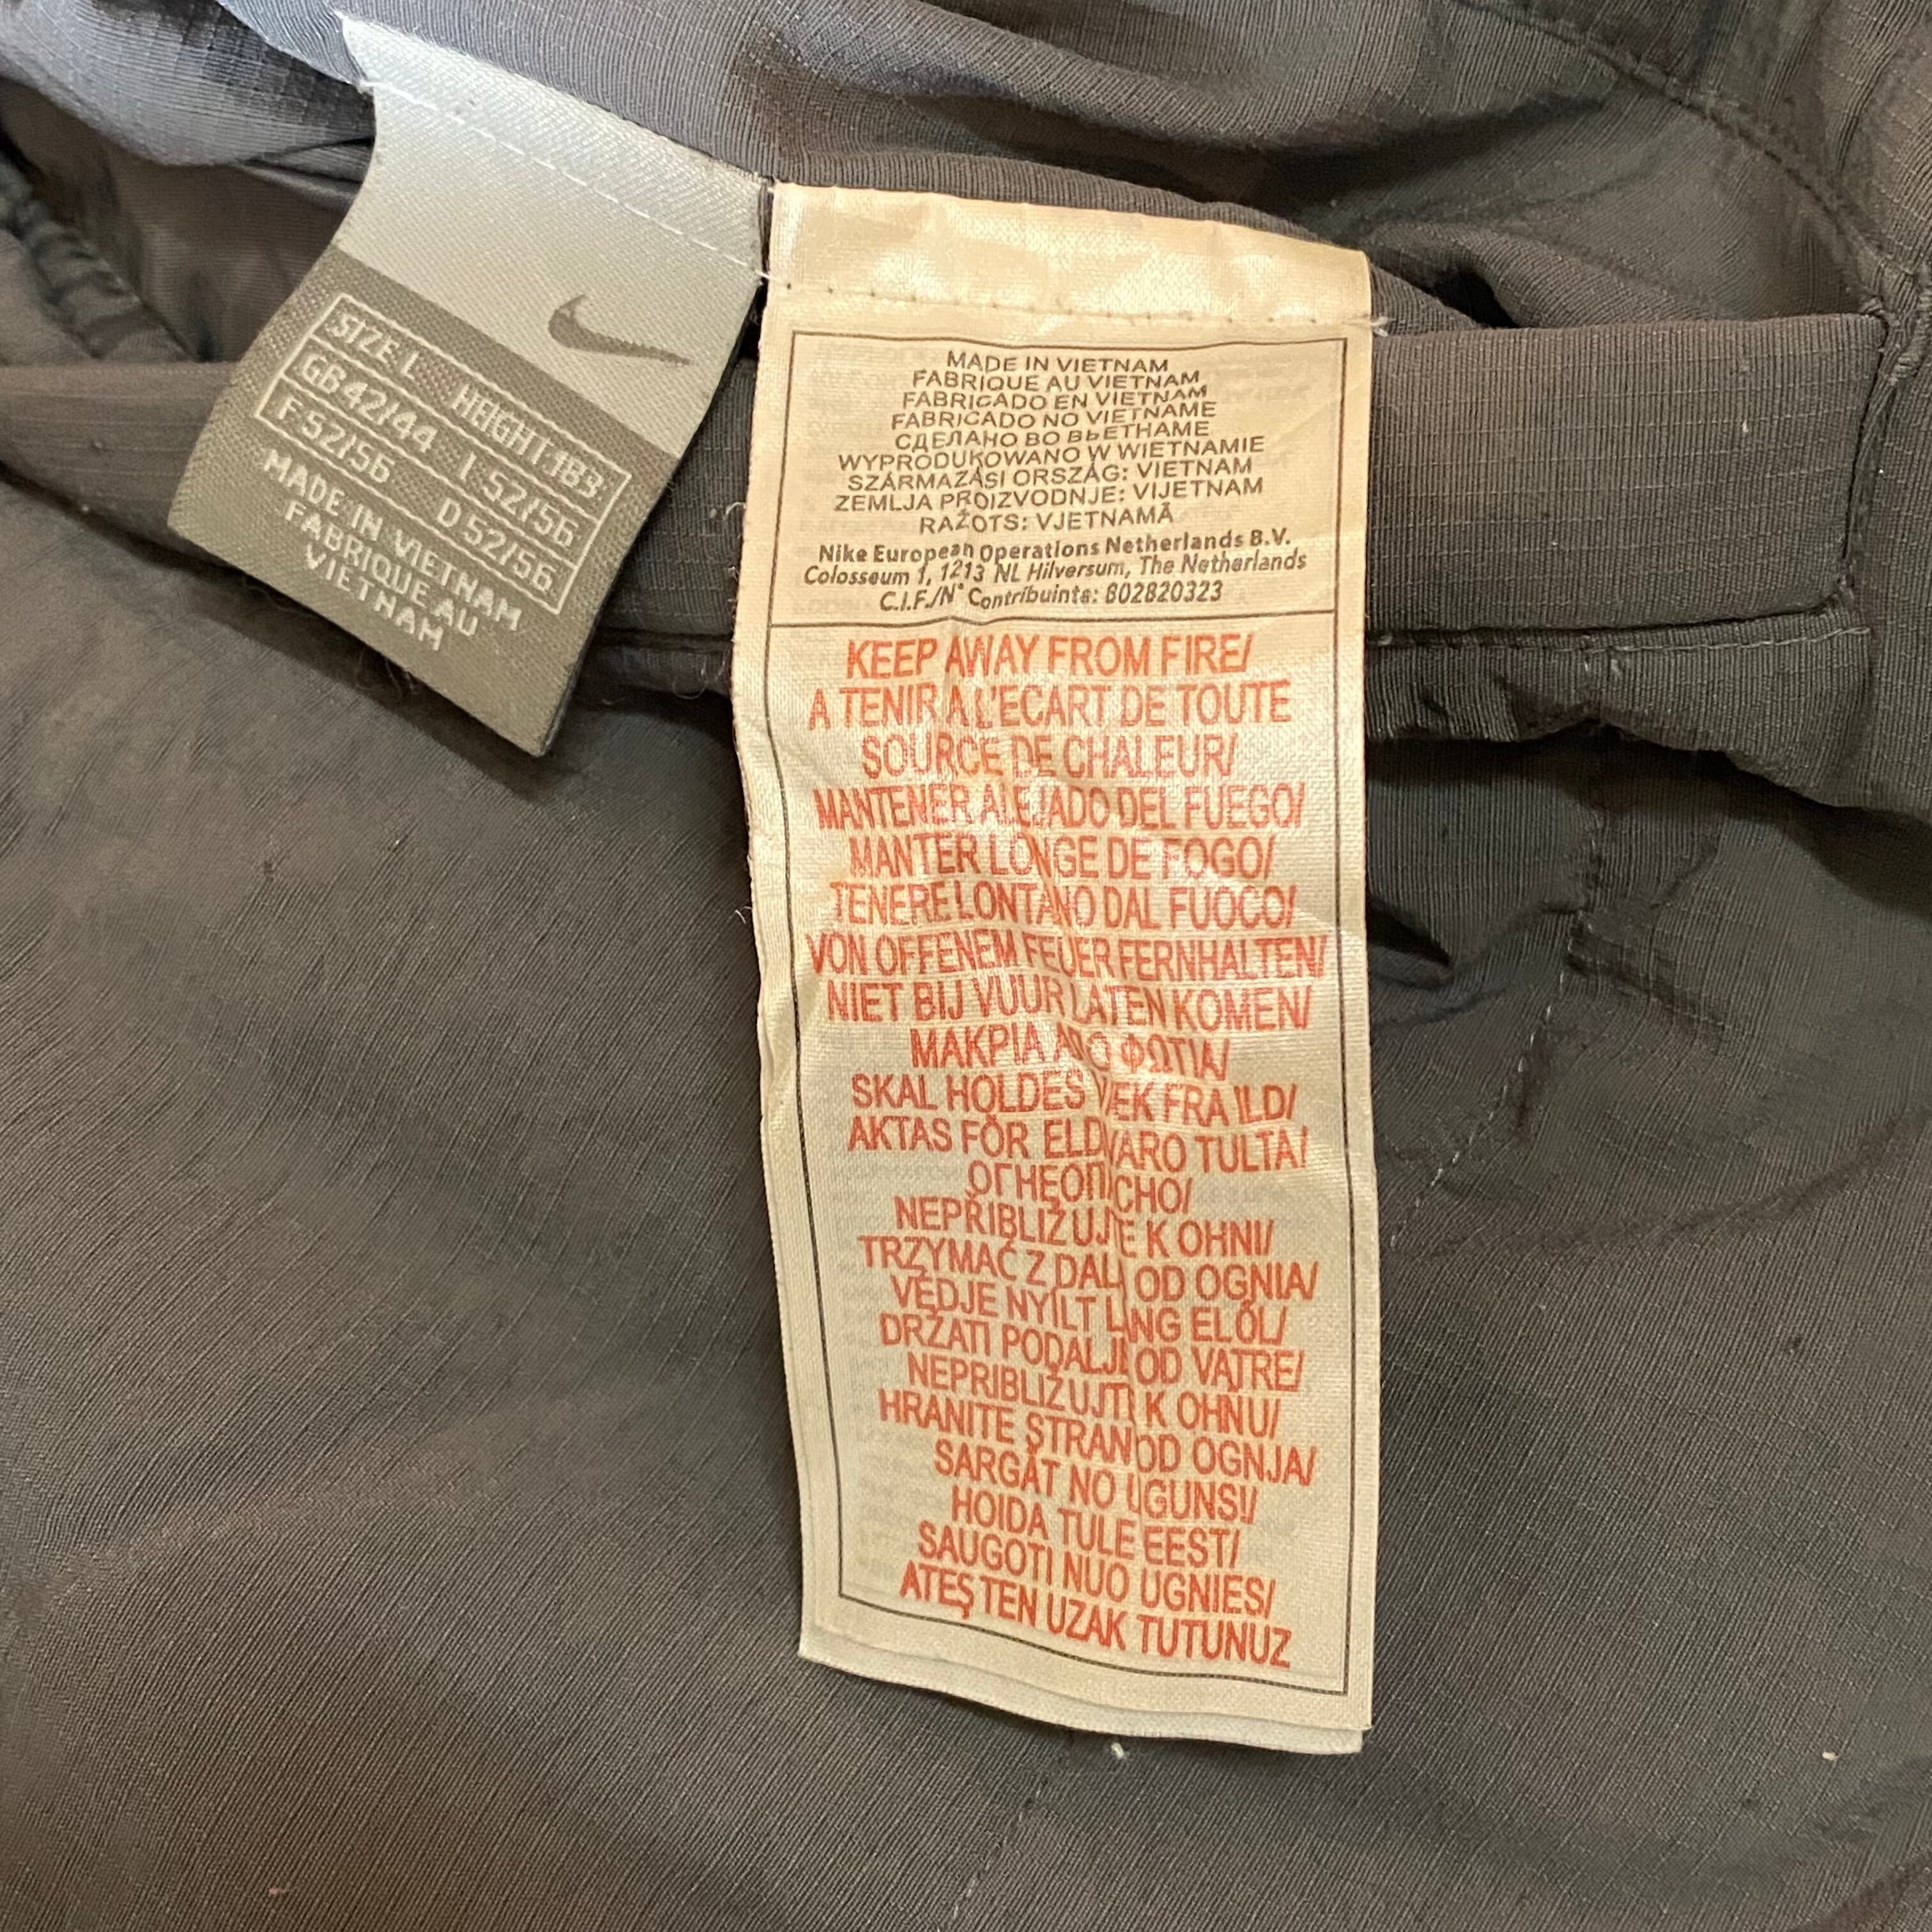 SIZE L HEIGHT:183
GB 42/44 I 52/56
F 52/56 D 52/56
MADE IN VIETNAM
FABRIQUE AU
VIETNAM
MADE IN VIETNAM
FABRIQUE AU VIETNAM
FABRICADO EN VIETNAM
FABRICADO NO VIETNAME
СДЕЛАНО ВО ВЬЕТНАМЕ
WYPRODUKOWANO W WIETNAMIE
SZÁRMAZÁSI ORSZÁG: VIETNAM
ZEMLJA PROIZVODNJE: VIJETNAM
RAŽOTS: VJETNAMĀ
Nike European Operations Netherlands B.V.
Colosseum 1, 1213 NL Hilversum, The Netherlands
C.I.F./N° Contribuinte: 802820323
KEEP AWAY FROM FIRE/
A TENIR A L'ECART DE TOUTE
SOURCE DE CHALEUR/
MANTENER ALEJADO DEL FUEGO/
MANTER LONGE DE FOGO/
TENERE LONTANO DAL FUOCO/
VON OFFENEM FEUER FERNHALTEN/
NIET BIJ VUUR LATEN KOMEN/
ΜΑΚΡΙΑ ΑΠΟ ΦΩΤΙΑ/
SKAL HOLDES VÆK FRA ILD/
AKTAS FÖR ELD/VARO TULTA/
ОГНЕОПАСНО/
NEPŘIBLIŽUJTE K OHNI/
TRZYMAĆ Z DALA OD OGNIA/
VÉDJE NYÍLT LÁNG ELŐL/
DRŽATI PODALJE OD VATRE/
NEPRIBLIŽUJTE K OHŇU/
HRANITE STRAN OD OGNJA/
SARGĀT NO UGUNS!/
HOIDA TULE EEST/
SAUGOTI NUO UGNIES/
ATEŞ TEN UZAK TUTUNUZ